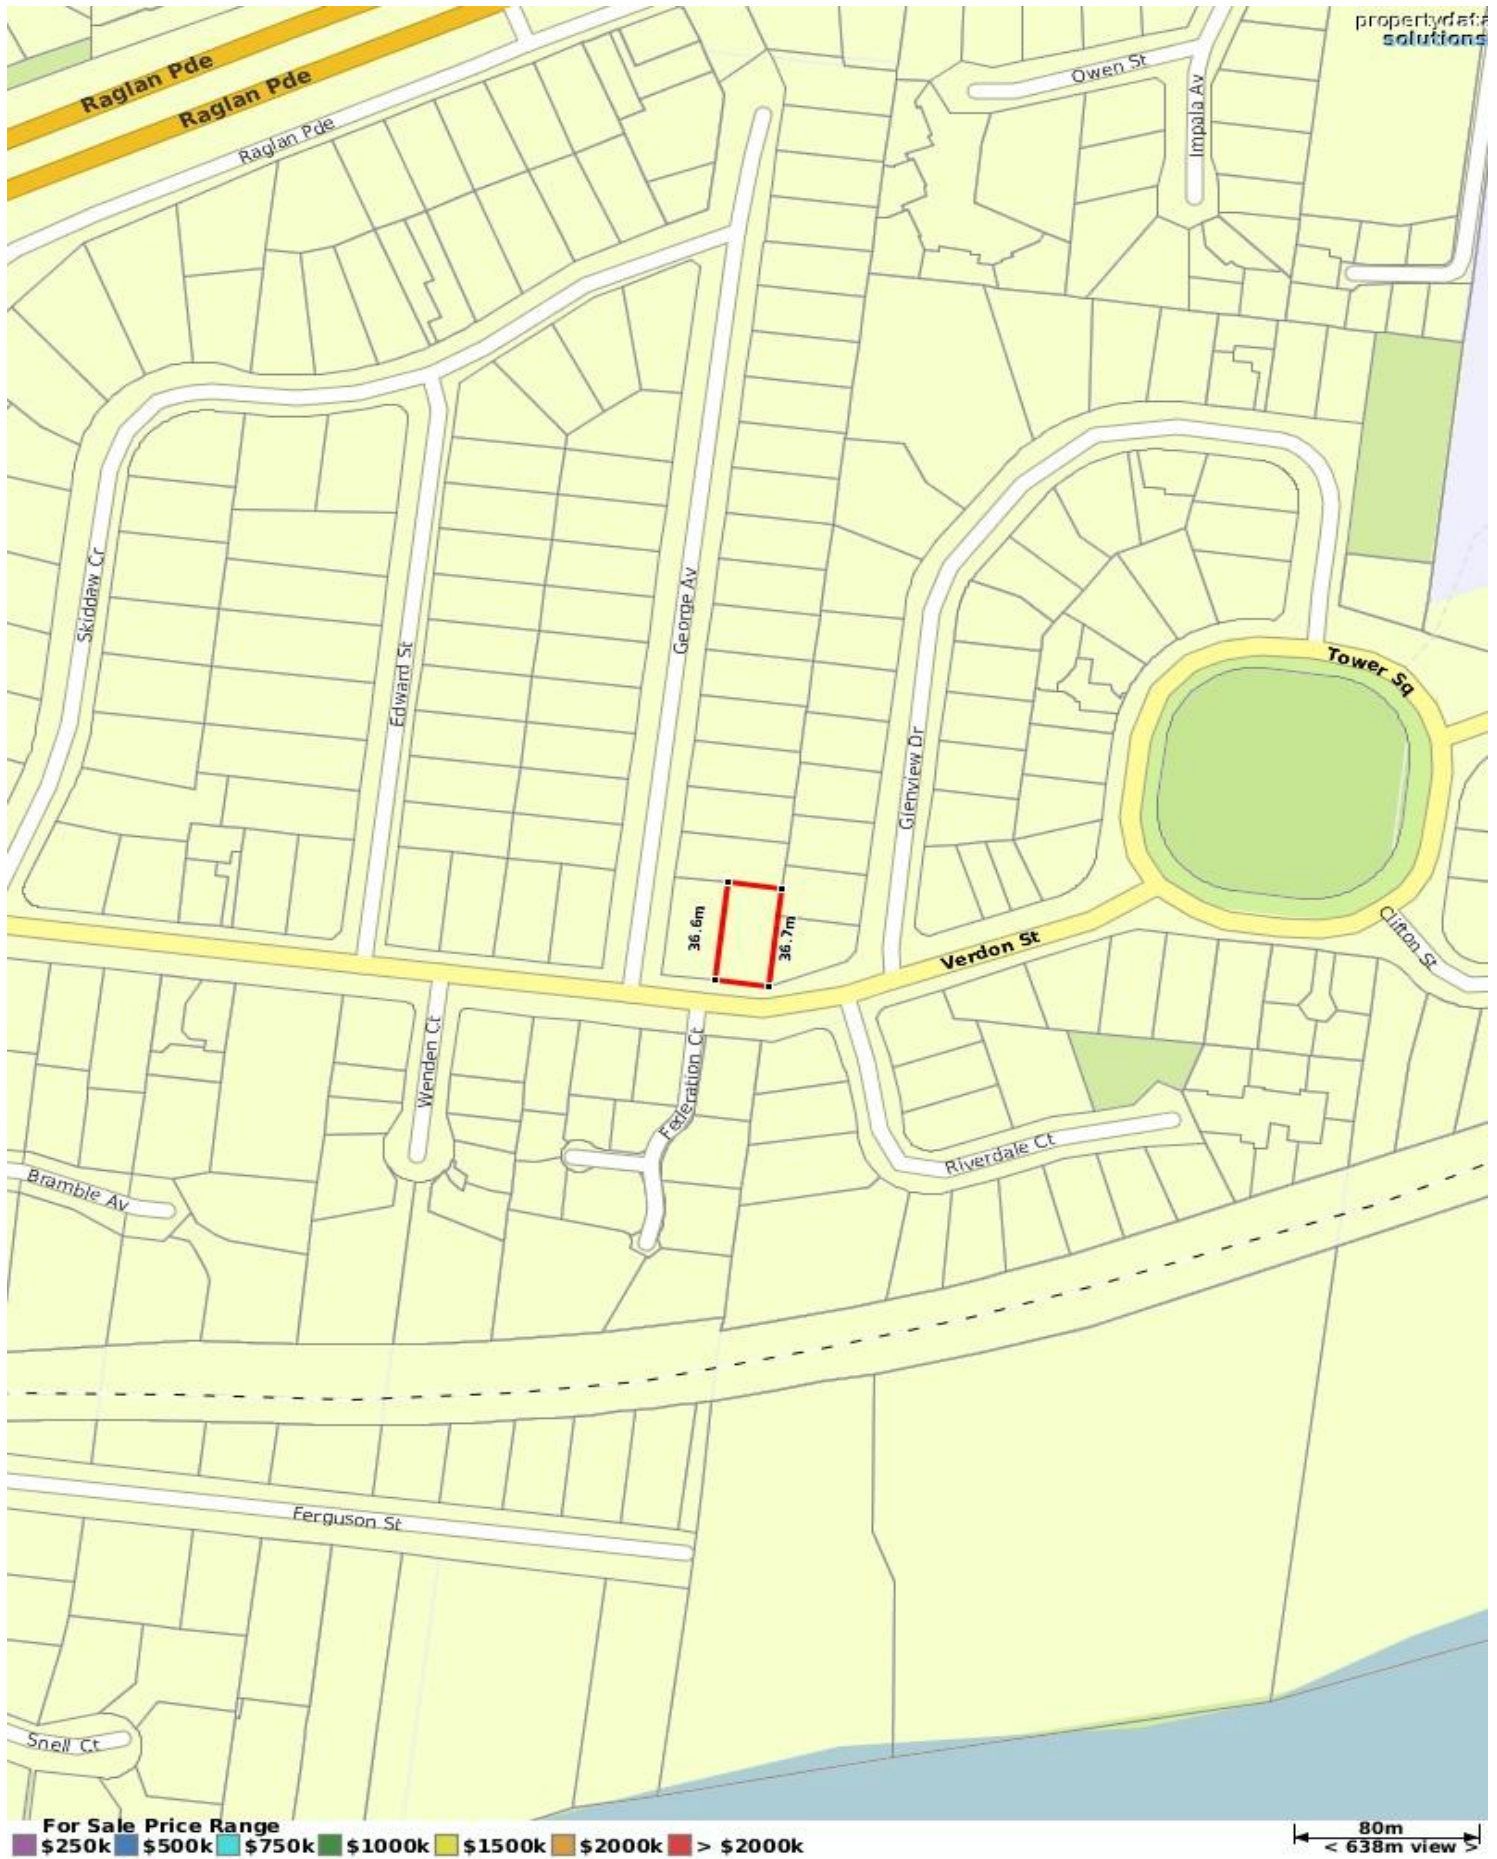 propertydata
solutions
Raglan Pde
Raglan Pde
Raglan Pde
Owen St
Impala Av
Skiddaw Cr
Edward St
George Av
Glenview Dr
Tower Sq
36.6m
36.7m
Verdon St
Clifton St
Wenden Ct
Federation Ct
Riverdale Ct
Bramble Av
Ferguson St
Snell Ct
For Sale Price Range
$250k $500k $750k $1000k $1500k $2000k > $2000k
80m
< 638m view >